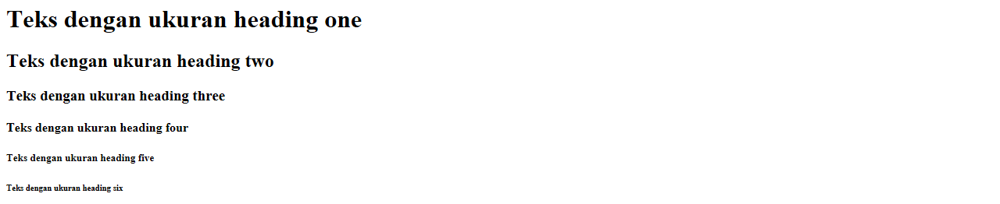 Teks dengan ukuran heading one
Teks dengan ukuran heading two
Teks dengan ukuran heading three
Teks dengan ukuran heading four
Teks dengan ukuran heading five
Teks dengan ukuran heading six